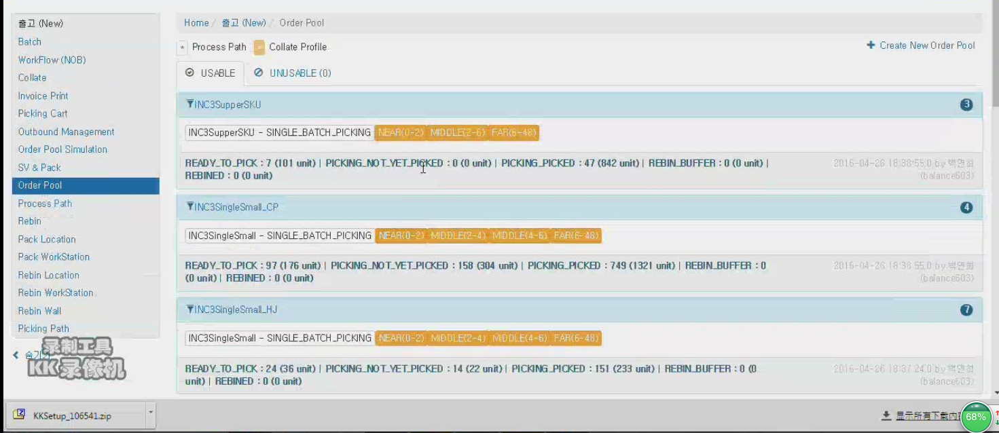 출고 (New)
Batch
WorkFlow (NOB)
Collate
Invoice Print
Picking Cart
Outbound Management
Order Pool Simulation
SV & Pack
Order Pool
Process Path
Rebin
Pack Location
Pack WorkStation
Rebin Location
Rebin WorkStation
Rebin Wall
Picking Path
숨기기
录制工具
KK录像机
Home / 출고 (New) / Order Pool
* Process Path * Collate Profile
+ Create New Order Pool
USABLE UNUSABLE (0)
INC3SupperSKU 3
INC3SupperSKU - SINGLE_BATCH_PICKING NEAR(0-2) MIDDLE(2-6) FAR(6-48)
READY_TO_PICK : 7 (101 unit) | PICKING_NOT_YET_PICKED : 0 (0 unit) | PICKING_PICKED : 47 (842 unit) | REBIN_BUFFER : 0 (0 unit) |
REBINED : 0 (0 unit)
2016-04-26 18:38:55.0 by 백면희
(balance603)
INC3SingleSmall_CP 4
INC3SingleSmall - SINGLE_BATCH_PICKING NEAR(0-2) MIDDLE(2-4) MIDDLE(4-6) FAR(6-48)
READY_TO_PICK : 97 (176 unit) | PICKING_NOT_YET_PICKED : 158 (304 unit) | PICKING_PICKED : 749 (1321 unit) | REBIN_BUFFER : 0
(0 unit) | REBINED : 0 (0 unit)
2016-04-26 18:38:55.0 by 백면희
(balance603)
INC3SingleSmall_HJ 7
INC3SingleSmall - SINGLE_BATCH_PICKING NEAR(0-2) MIDDLE(2-4) MIDDLE(4-6) FAR(6-48)
READY_TO_PICK : 24 (36 unit) | PICKING_NOT_YET_PICKED : 14 (22 unit) | PICKING_PICKED : 151 (233 unit) | REBIN_BUFFER : 0 (0
unit) | REBINED : 0 (0 unit)
2016-04-26 18:37:24.0 by 백면희
(balance603)
KKSetup_106541.zip
显示所有下载内
68%